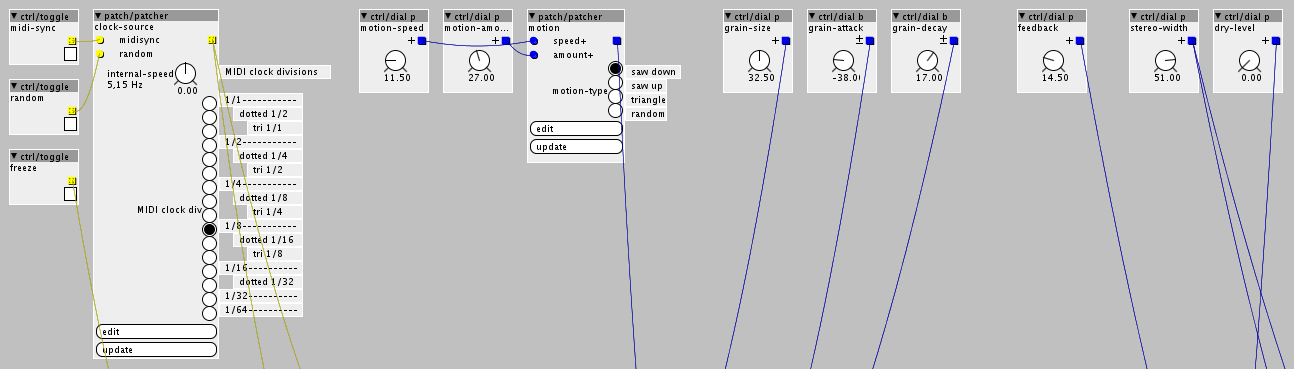 ▼ ctrl/toggle
midi-sync
▼ ctrl/toggle
random
▼ ctrl/toggle
freeze
▼ patch/patcher
clock-source
midisync
random
internal-speed
5,15 Hz
0.00
MIDI clock divisions
MIDI clock div
1/1-----------
dotted 1/2
tri 1/1
1/2-----------
dotted 1/4
tri 1/2
1/4-----------
dotted 1/8
tri 1/4
1/8-----------
dotted 1/16
tri 1/8
1/16----------
dotted 1/32
1/32----------
1/64----------
edit
update
▼ ctrl/dial p
motion-speed
+
11.50
▼ ctrl/dial p
motion-amo...
+
27.00
▼ patch/patcher
motion
speed+
amount+
motion-type
saw down
saw up
triangle
random
edit
update
▼ ctrl/dial p
grain-size
+
32.50
▼ ctrl/dial b
grain-attack
±
-38.0
▼ ctrl/dial b
grain-decay
±
17.00
▼ ctrl/dial p
feedback
+
14.50
▼ ctrl/dial p
stereo-width
+
51.00
▼ ctrl/dial p
dry-level
+
0.00